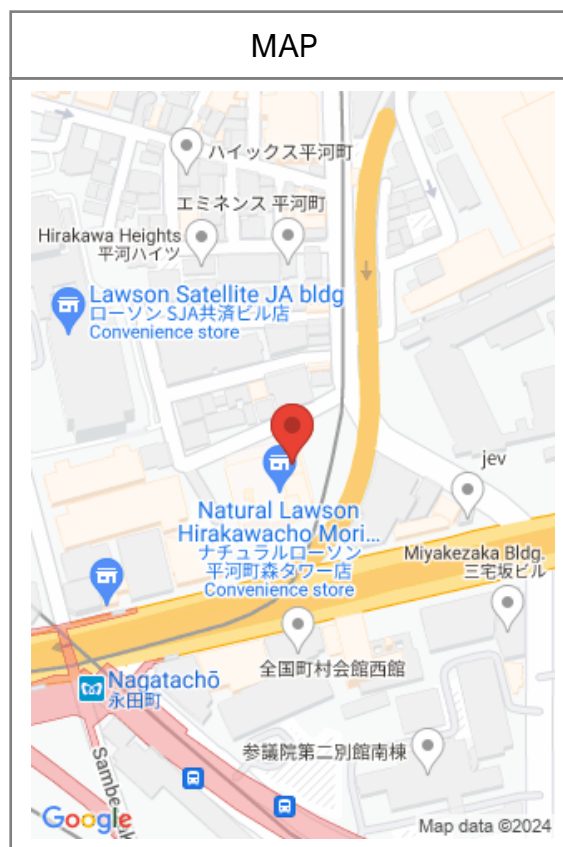 MAP
ハイックス平河町
エミネンス 平河町
Hirakawa Heights
平河ハイツ
Lawson Satellite JA bldg
ローソン SJA共済ビル店
Convenience store
jev
Natural Lawson
Hirakawacho Mori...
ナチュラルローソン
平河町森タワー店
Convenience store
Miyakezaka Bldg.
三宅坂ビル
全国町村会館西館
Nagatachō
永田町
参議院第二別館南棟
Google
Map data ©2024